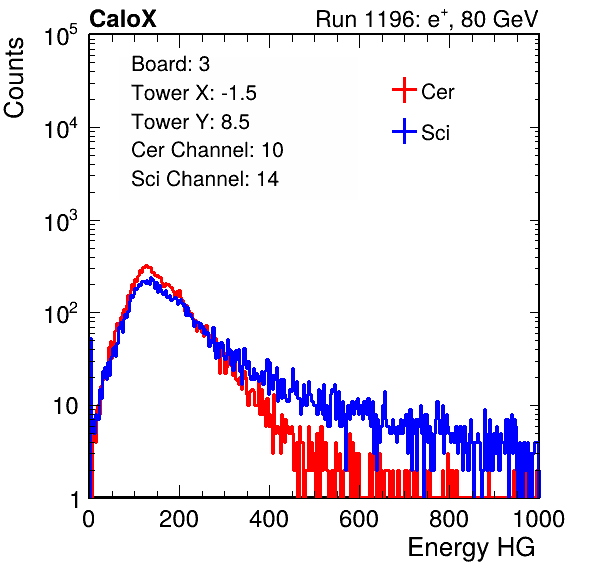 CaloX Run 1196: e⁺, 80 GeV
Counts
10⁵
10⁴
10³
10²
10
1
Board: 3
Tower X: -1.5
Tower Y: 8.5
Cer Channel: 10
Sci Channel: 14
Cer
Sci
0 200 400 600 800 1000
Energy HG